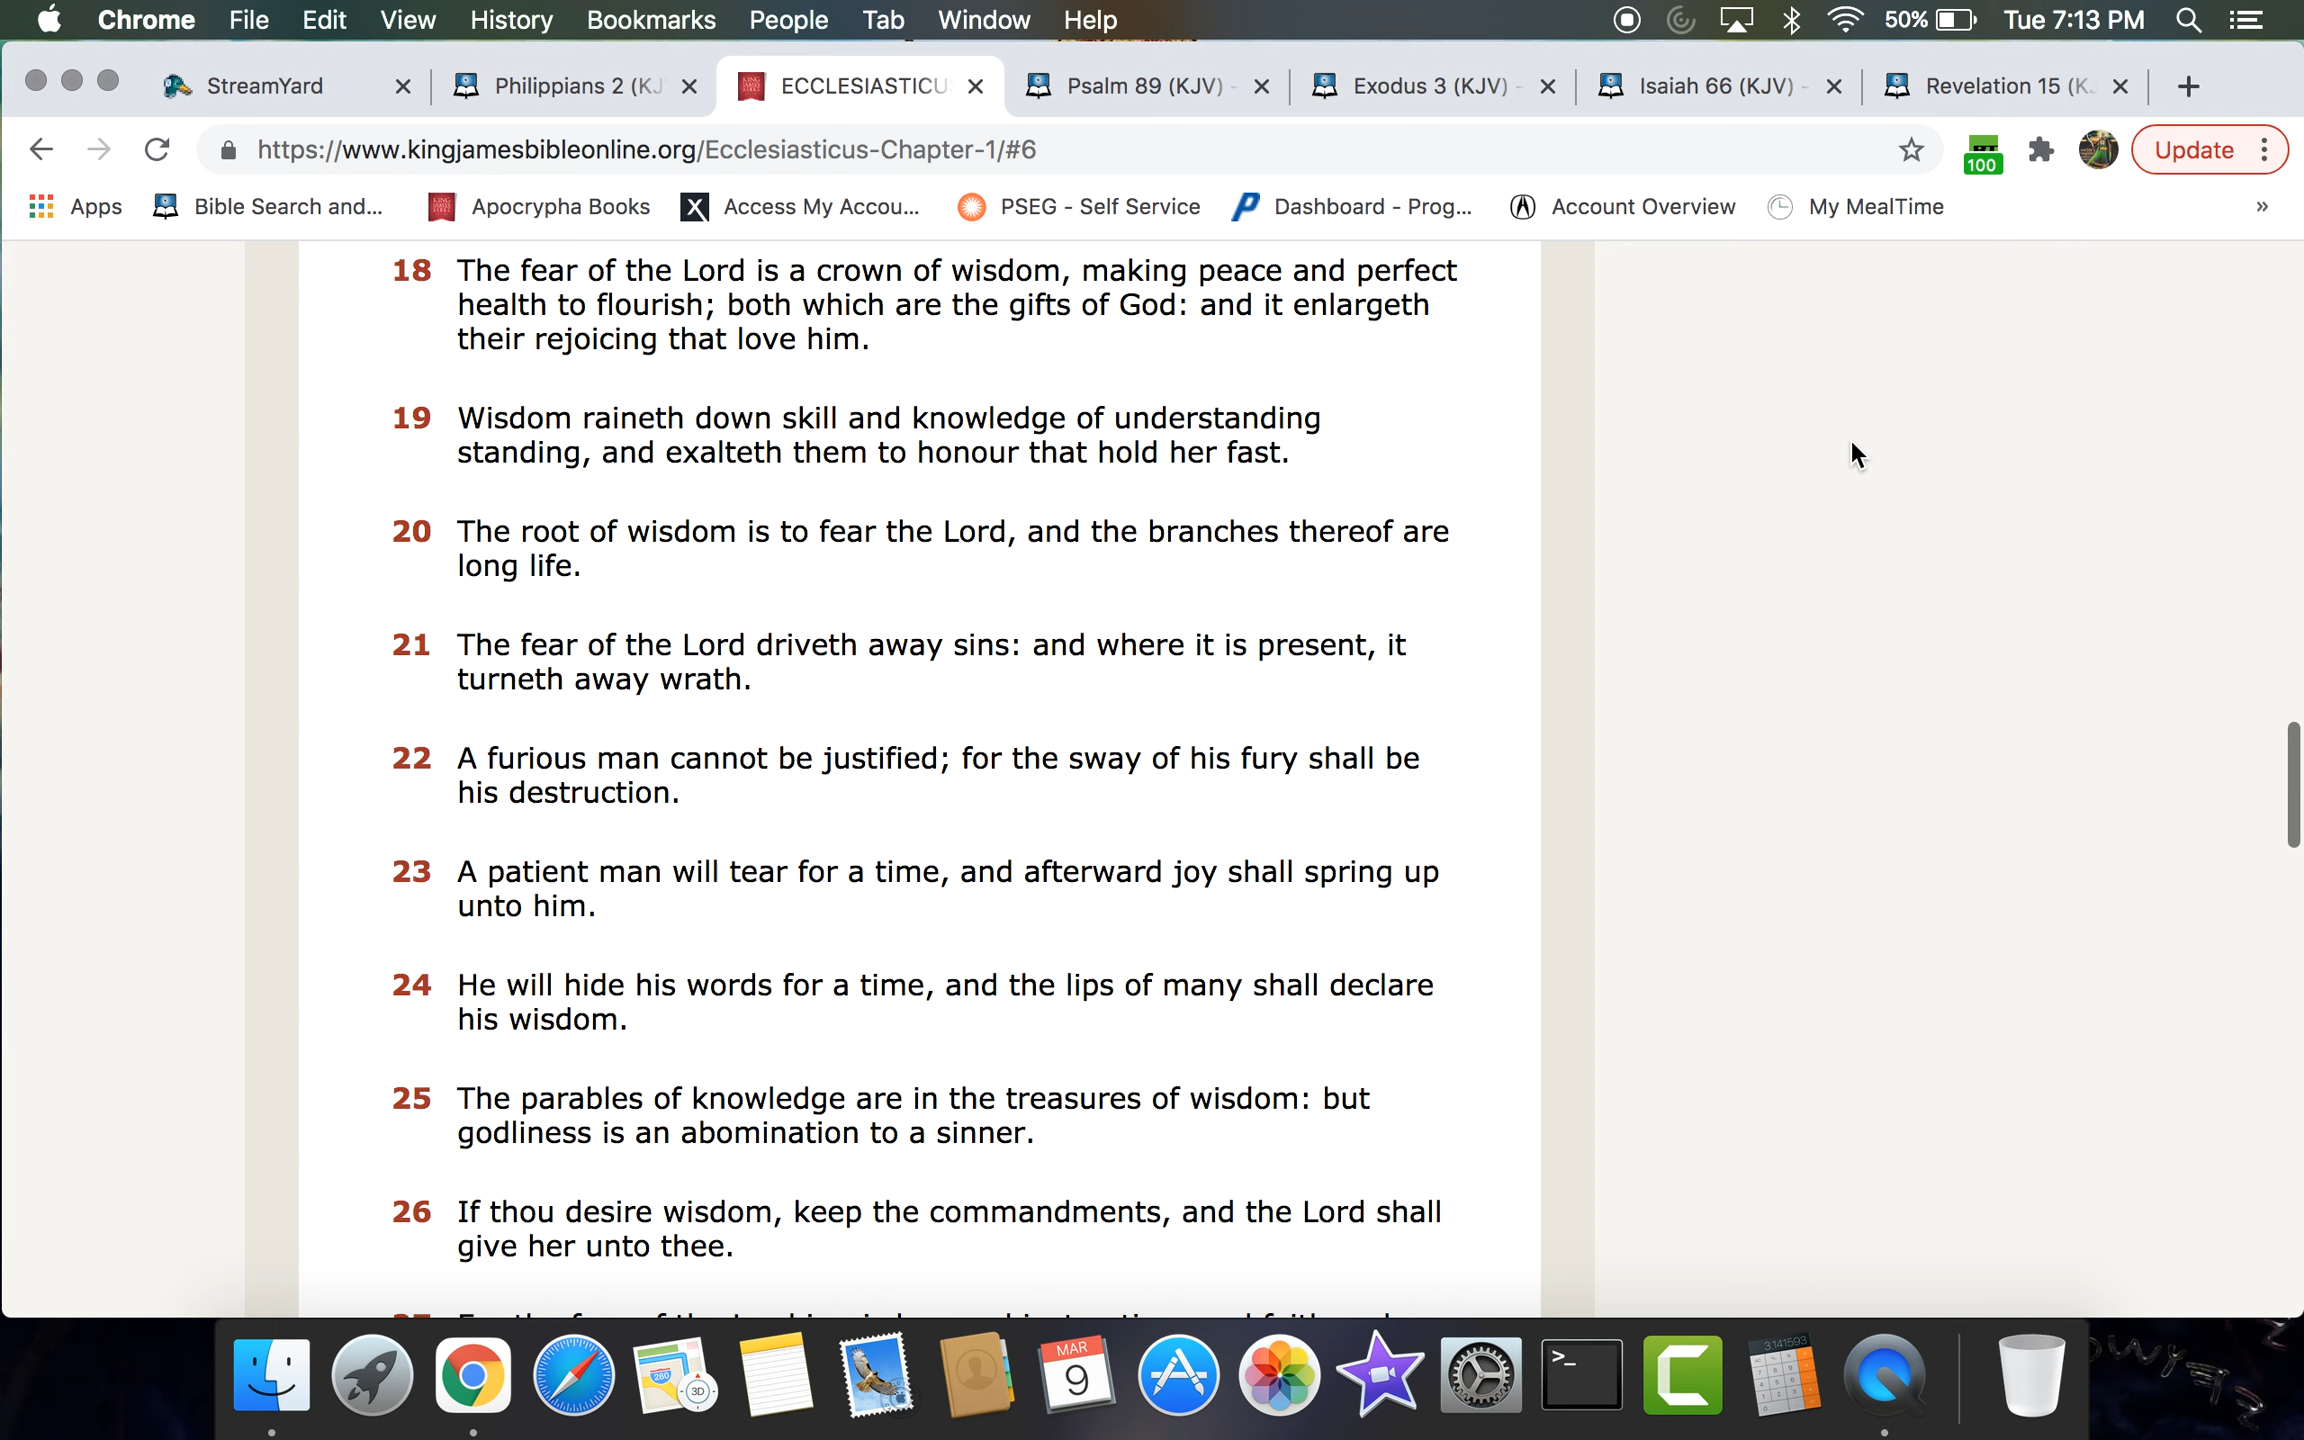 Chrome File Edit View History Bookmarks People Tab Window Help 50% Tue 7:13 PM
StreamYard Philippians 2 (KJ ECCLESIASTICU Psalm 89 (KJV) - Exodus 3 (KJV) - Isaiah 66 (KJV) - Revelation 15 (K
https://www.kingjamesbibleonline.org/Ecclesiasticus-Chapter-1/#6 100 Update
Apps Bible Search and... Apocrypha Books Access My Accou... PSEG - Self Service Dashboard - Prog... Account Overview My MealTime »
18 The fear of the Lord is a crown of wisdom, making peace and perfect
health to flourish; both which are the gifts of God: and it enlargeth
their rejoicing that love him.
19 Wisdom raineth down skill and knowledge of understanding
standing, and exalteth them to honour that hold her fast.
20 The root of wisdom is to fear the Lord, and the branches thereof are
long life.
21 The fear of the Lord driveth away sins: and where it is present, it
turneth away wrath.
22 A furious man cannot be justified; for the sway of his fury shall be
his destruction.
23 A patient man will tear for a time, and afterward joy shall spring up
unto him.
24 He will hide his words for a time, and the lips of many shall declare
his wisdom.
25 The parables of knowledge are in the treasures of wisdom: but
godliness is an abomination to a sinner.
26 If thou desire wisdom, keep the commandments, and the Lord shall
give her unto thee.
280 3D MAR 9 >_ 3.141593